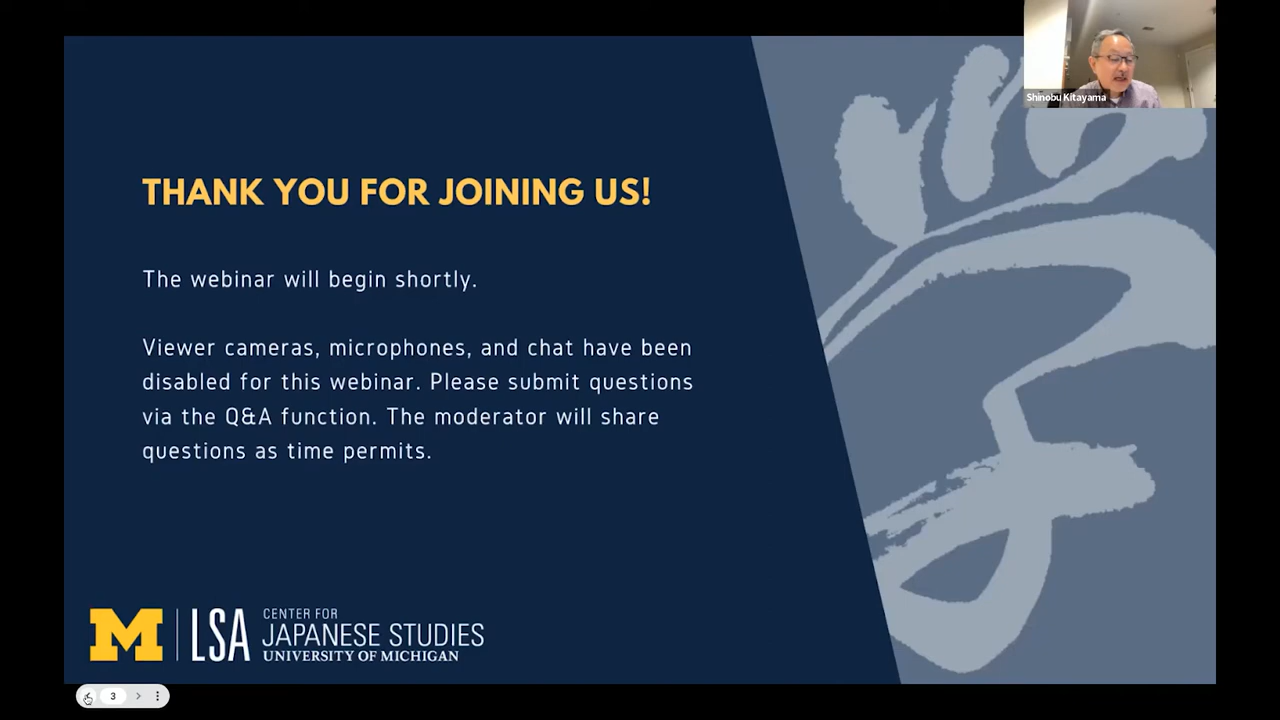 Shinobu Kitayama
THANK YOU FOR JOINING US!
The webinar will begin shortly.
Viewer cameras, microphones, and chat have been
disabled for this webinar. Please submit questions
via the Q&A function. The moderator will share
questions as time permits.
学
M LSA CENTER FOR
JAPANESE STUDIES
UNIVERSITY OF MICHIGAN
3